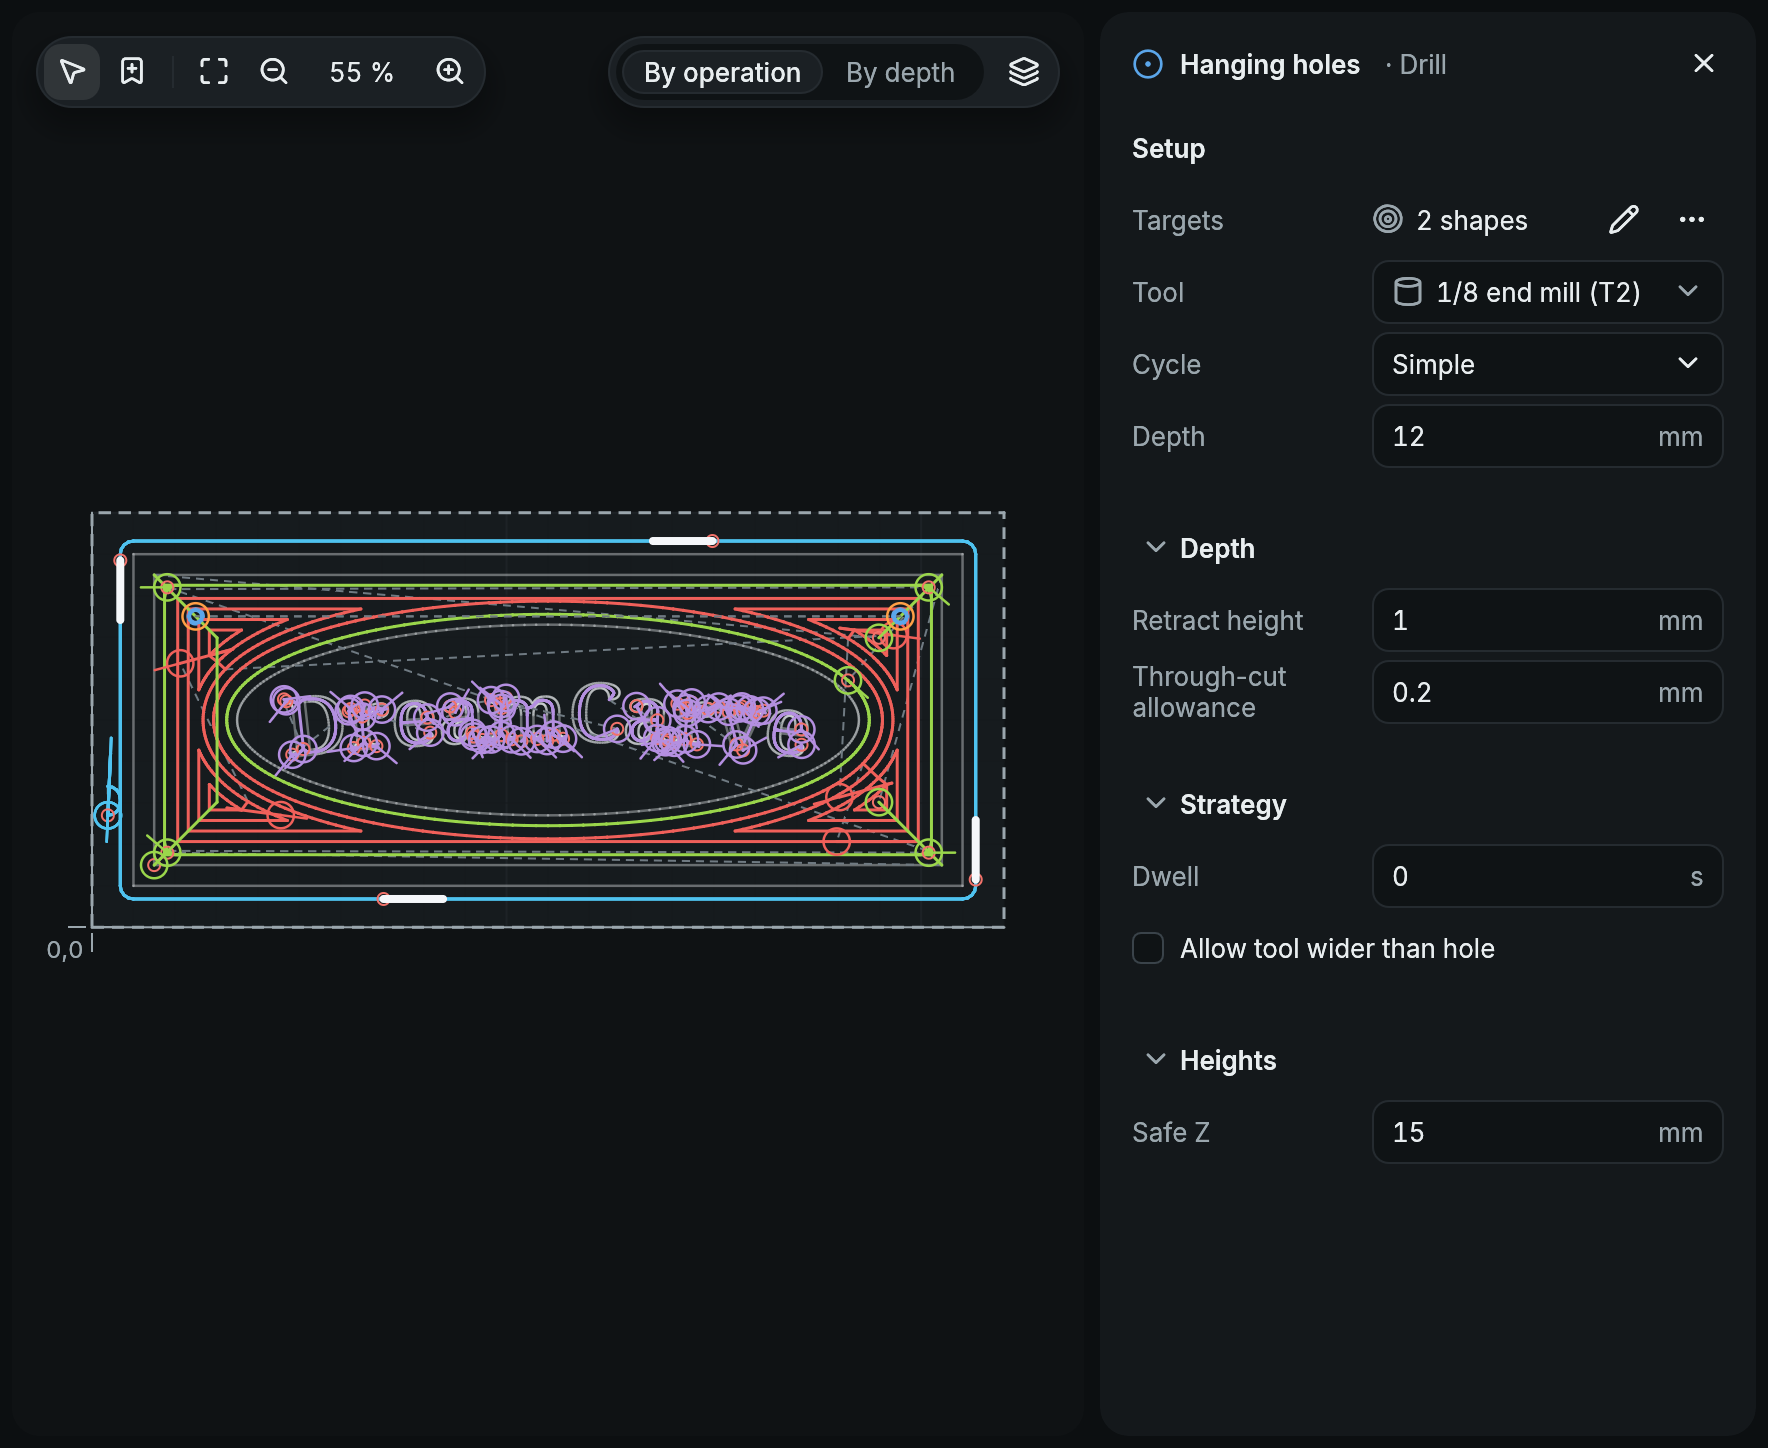 55 %
By operation By depth
Hanging holes · Drill
Setup
Targets 2 shapes
Tool 1/8 end mill (T2)
Cycle Simple
Depth 12 mm
Depth
Retract height 1 mm
Through-cut allowance 0.2 mm
Strategy
Dwell 0 s
Allow tool wider than hole
Heights
Safe Z 15 mm
0,0